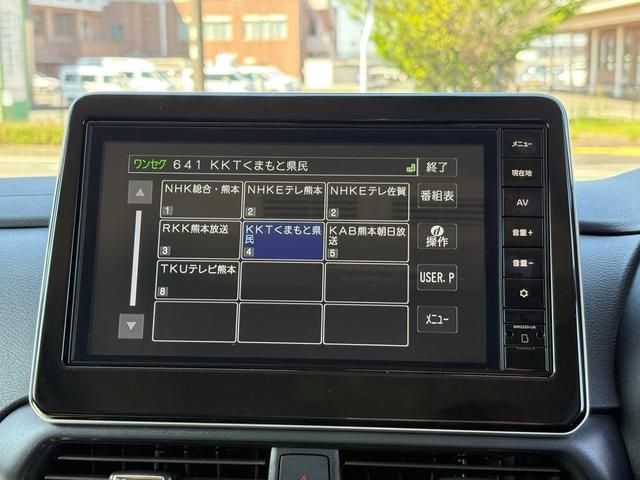 ワンセグ 641 KKTくまもと県民
終了
NHK総合・熊本
1
NHKEテレ熊本
2
NHKEテレ佐賀
2
番組表
RKK熊本放送
3
KKTくまもと県
民
4
KAB熊本朝日放
送
5
d
操作
TKUテレビ熊本
8
USER.P
メニュー
メニュー
現在地
AV
音量+
音量-